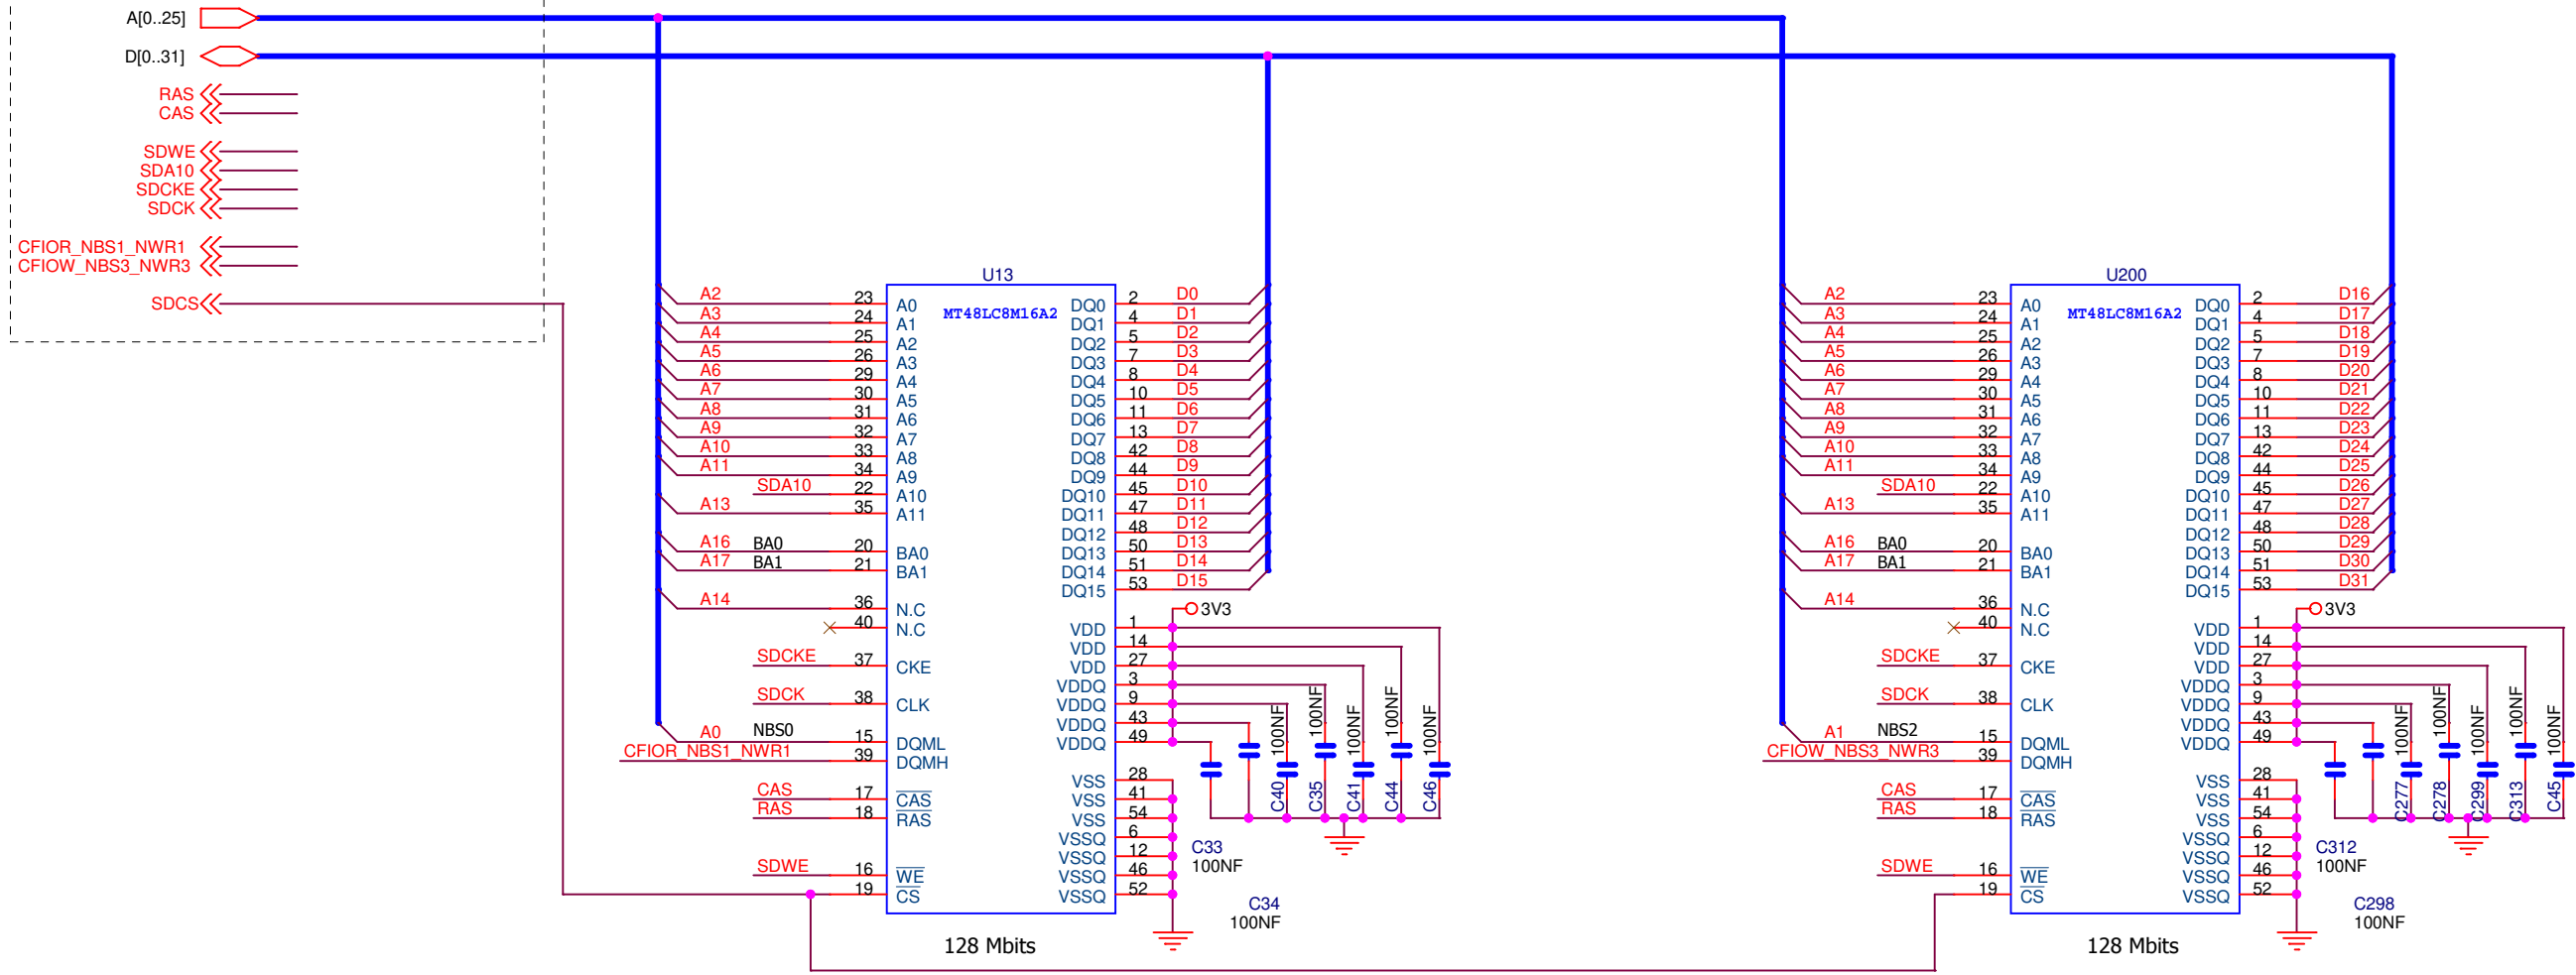 A[0..25]
D[0..31]
RAS
CAS
SDWE
SDA10
SDCKE
SDCK
CFIOR_NBS1_NWR1
CFIOW_NBS3_NWR3
SDCS
U13
MT48LC8M16A2
A2 23 A0 DQ0 2 D0
A3 24 A1 DQ1 4 D1
A4 25 A2 DQ2 5 D2
A5 26 A3 DQ3 7 D3
A6 29 A4 DQ4 8 D4
A7 30 A5 DQ5 10 D5
A8 31 A6 DQ6 11 D6
A9 32 A7 DQ7 13 D7
A10 33 A8 DQ8 42 D8
A11 34 A9 DQ9 44 D9
SDA10 22 A10 DQ10 45 D10
A13 35 A11 DQ11 47 D11
DQ12 48 D12
A16 BA0 20 BA0 DQ13 50 D13
A17 BA1 21 BA1 DQ14 51 D14
DQ15 53 D15
A14 36 N.C 3V3
40 N.C VDD 1
VDD 14
SDCKE 37 CKE VDD 27
VDDQ 3
SDCK 38 CLK VDDQ 9
VDDQ 43
A0 NBS0 15 DQML VDDQ 49
CFIOR_NBS1_NWR1 39 DQMH
VSS 28
CAS 17 CAS VSS 41
RAS 18 RAS VSS 54
VSSQ 6
VSSQ 12
SDWE 16 WE VSSQ 46
19 CS VSSQ 52
C40 100NF
C35 100NF
C41 100NF
C44 100NF
C46 100NF
C33
100NF
C34
100NF
128 Mbits
U200
MT48LC8M16A2
A2 23 A0 DQ0 2 D16
A3 24 A1 DQ1 4 D17
A4 25 A2 DQ2 5 D18
A5 26 A3 DQ3 7 D19
A6 29 A4 DQ4 8 D20
A7 30 A5 DQ5 10 D21
A8 31 A6 DQ6 11 D22
A9 32 A7 DQ7 13 D23
A10 33 A8 DQ8 42 D24
A11 34 A9 DQ9 44 D25
SDA10 22 A10 DQ10 45 D26
A13 35 A11 DQ11 47 D27
DQ12 48 D28
A16 BA0 20 BA0 DQ13 50 D29
A17 BA1 21 BA1 DQ14 51 D30
DQ15 53 D31
A14 36 N.C 3V3
40 N.C VDD 1
VDD 14
SDCKE 37 CKE VDD 27
VDDQ 3
SDCK 38 CLK VDDQ 9
VDDQ 43
A1 NBS2 15 DQML VDDQ 49
CFIOW_NBS3_NWR3 39 DQMH
VSS 28
CAS 17 CAS VSS 41
RAS 18 RAS VSS 54
VSSQ 6
VSSQ 12
SDWE 16 WE VSSQ 46
19 CS VSSQ 52
C277 100NF
C278 100NF
C299 100NF
C313 100NF
C45 100NF
C312
100NF
C298
100NF
128 Mbits